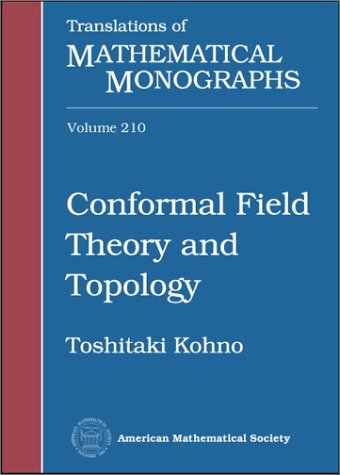 Translations of
MATHEMATICAL
MONOGRAPHS
Volume 210
Conformal Field
Theory and
Topology
Toshitaki Kohno
American Mathematical Society